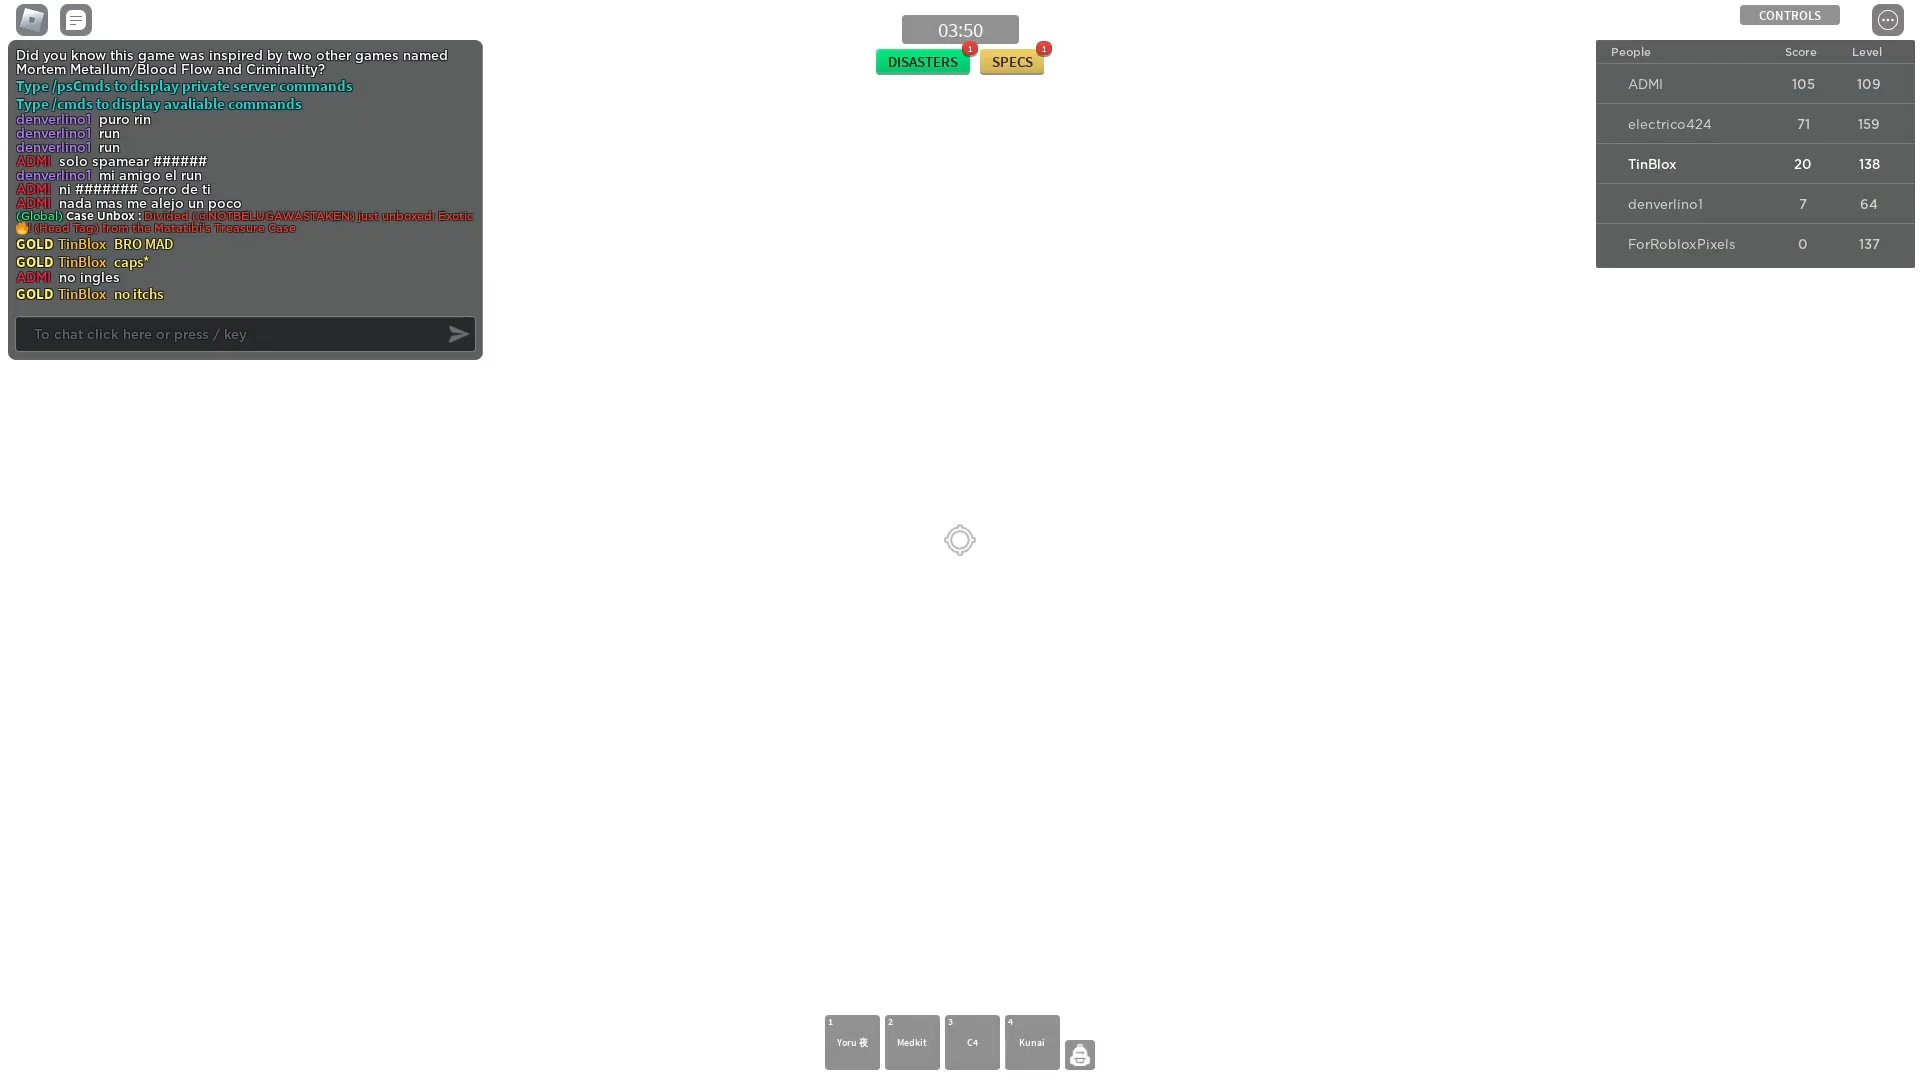 03:50
CONTROLS
DISASTERS
1
SPECS
1
Did you know this game was inspired by two other games named
Mortem Metallum/Blood Flow and Criminality?
Type /psCmds to display private server commands
Type /cmds to display avaliable commands
denverlino1 puro rin
denverlino1 run
denverlino1 run
ADMI solo spamear ######
denverlino1 mi amigo el run
ADMI ni ####### corro de ti
ADMI nada mas me alejo un poco
(Global) Case Unbox : Divided (@NOTBELUGAWASTAKEN) just unboxed: Exotic
🔥 (Head Tag) from the Matatibi's Treasure Case
GOLD TinBlox BRO MAD
GOLD TinBlox caps*
ADMI no ingles
GOLD TinBlox no itchs
To chat click here or press / key
People Score Level
ADMI 105 109
electrico424 71 159
TinBlox 20 138
denverlino1 7 64
ForRobloxPixels 0 137
1 Yoru 夜
2 Medkit
3 C4
4 Kunai